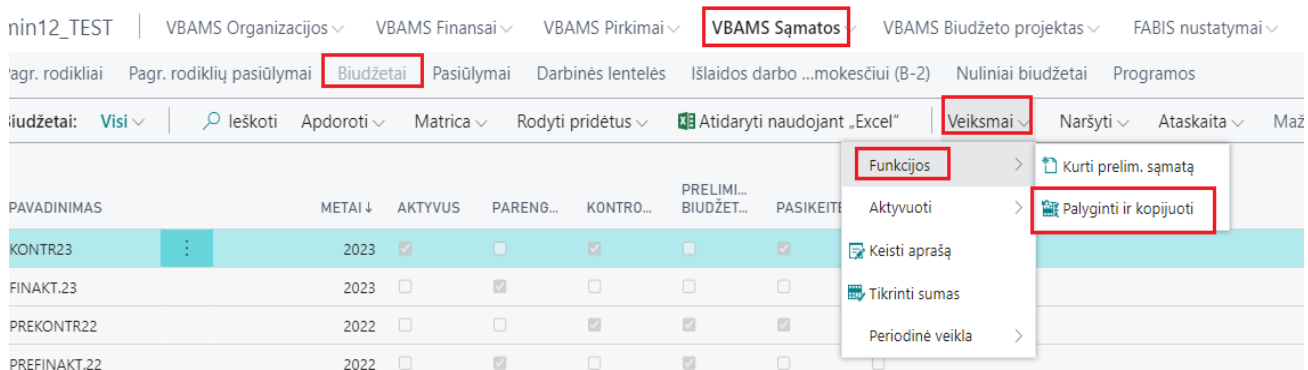 min12_TEST VBAMS Organizacijos VBAMS Finansai VBAMS Pirkimai VBAMS Sąmatos VBAMS Biudžeto projektas FABIS nustatymai
Pagr. rodikliai Pagr. rodiklių pasiūlymai Biudžetai Pasiūlymai Darbinės lentelės Išlaidos darbo ...mokesčiui (B-2) Nuliniai biudžetai Programos
Biudžetai: Visi Ieškoti Apdoroti Matrica Rodyti pridėtus Atidaryti naudojant „Excel“ Veiksmai Naršyti Ataskaita Maž
Funkcijos Kurti prelim. sąmatą
PAVADINIMAS METAI↓ AKTYVUS PARENG... KONTRO... PRELIMI... BIUDŽET... PASIKEITE
Aktyvuoti Palyginti ir kopijuoti
KONTR23 2023 Keisti aprašą
FINAKT.23 2023 Tikrinti sumas
PREKONTR22 2022 Periodinė veikla
PREFINAKT.22 2022